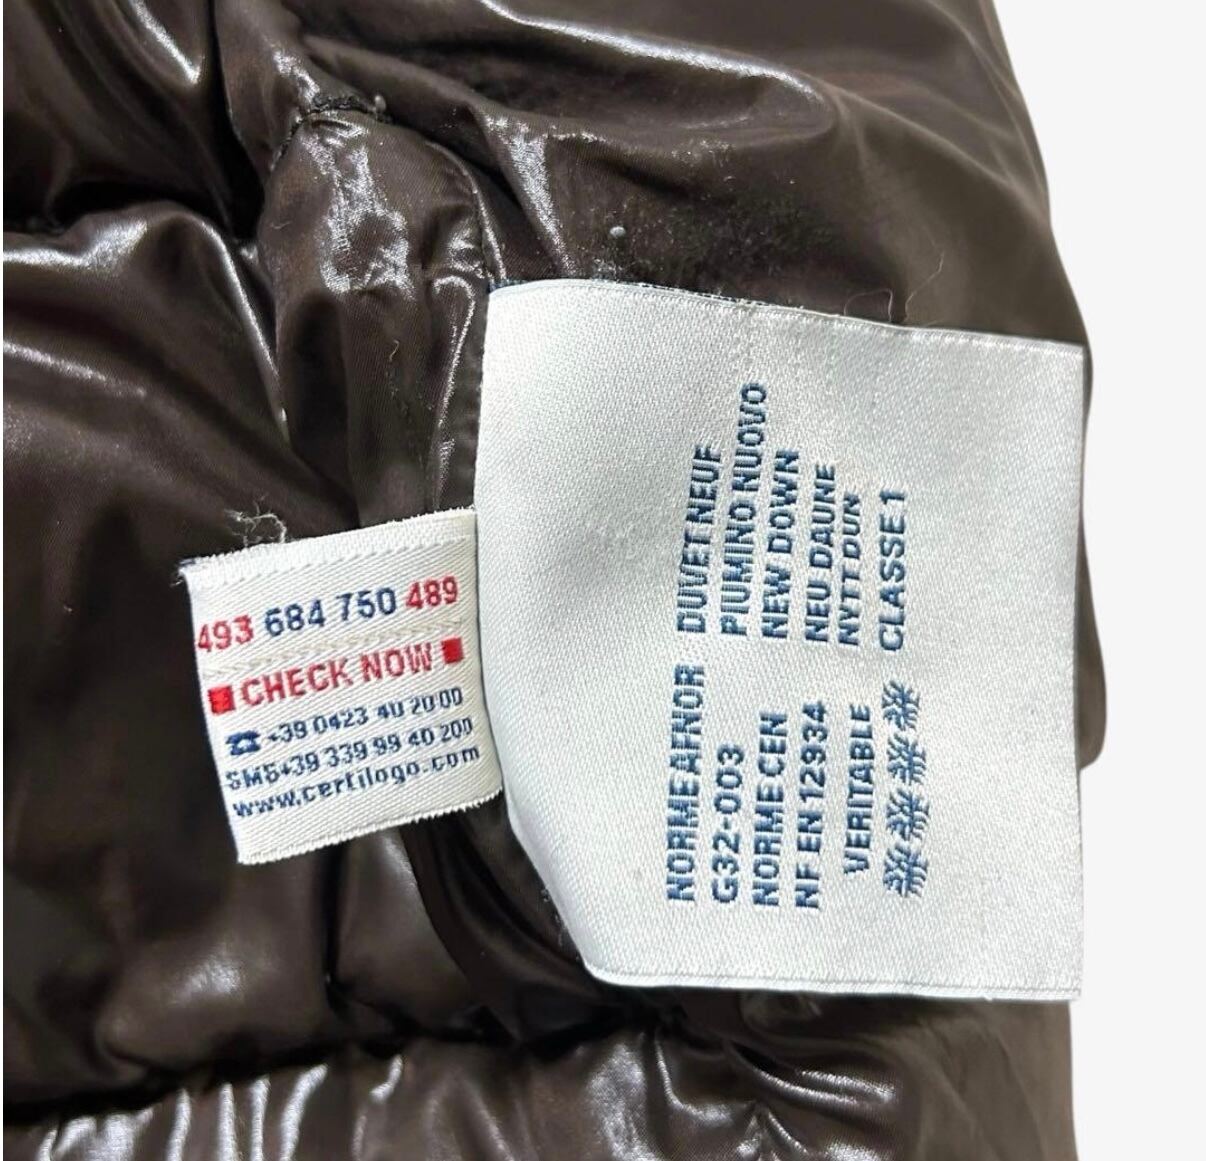 493 684 750 489
CHECK NOW
☎ +39 0423 40 20 00
SMS+39 339 99 40 200
www.certilogo.com
NORME AFNOR DUVET NEUF
G32-003 PIUMINO NUOVO
NORME CEN NEW DOWN
NF EN 12934 NEU DAUNE
NYTT DUN
VERITABLE CLASSE 1